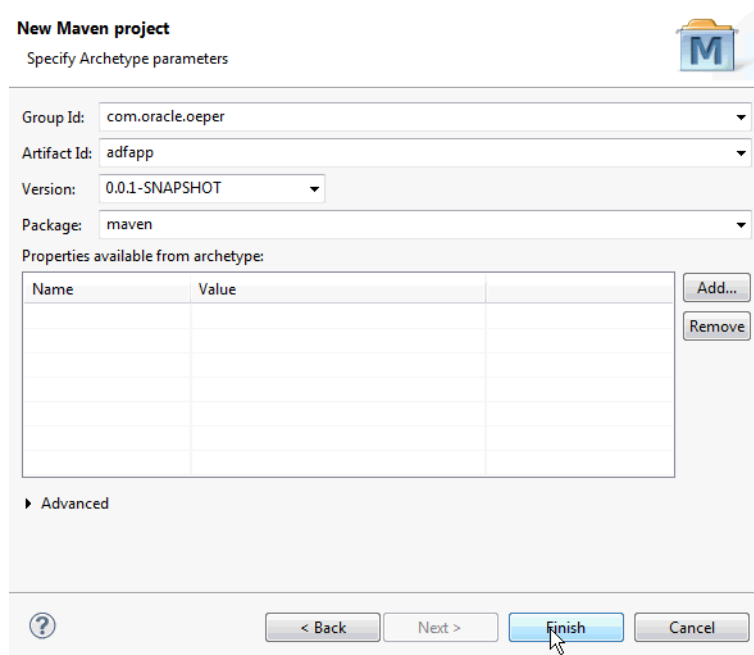 New Maven project
Specify Archetype parameters
M
Group Id: com.oracle.oeper
Artifact Id: adfapp
Version: 0.0.1-SNAPSHOT
Package: maven
Properties available from archetype:
Name Value Add...
Remove
Advanced
? < Back Next > Finish Cancel